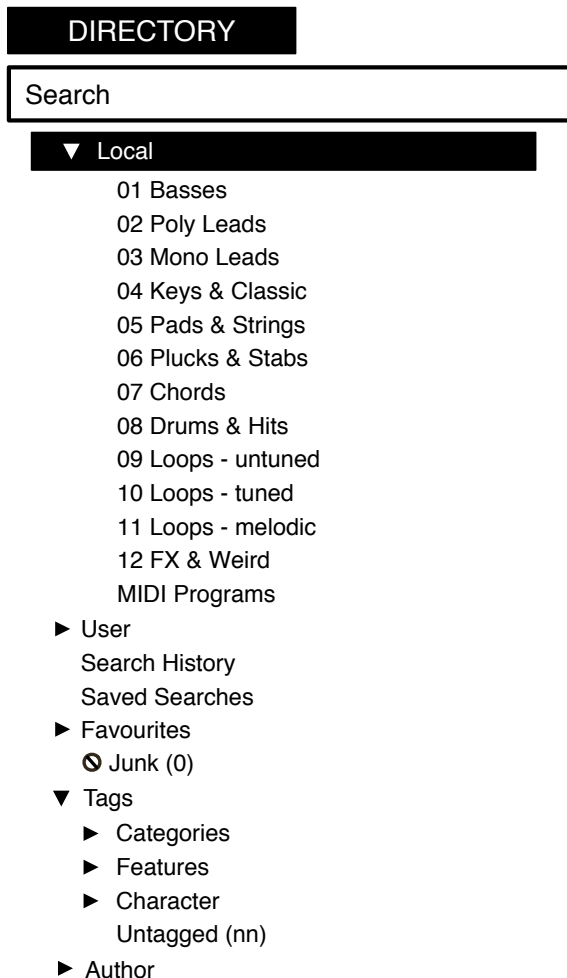 DIRECTORY
Search
▼ Local
01 Basses
02 Poly Leads
03 Mono Leads
04 Keys & Classic
05 Pads & Strings
06 Plucks & Stabs
07 Chords
08 Drums & Hits
09 Loops - untuned
10 Loops - tuned
11 Loops - melodic
12 FX & Weird
MIDI Programs
► User
Search History
Saved Searches
► Favourites
Junk (0)
▼ Tags
► Categories
► Features
► Character
Untagged (nn)
► Author